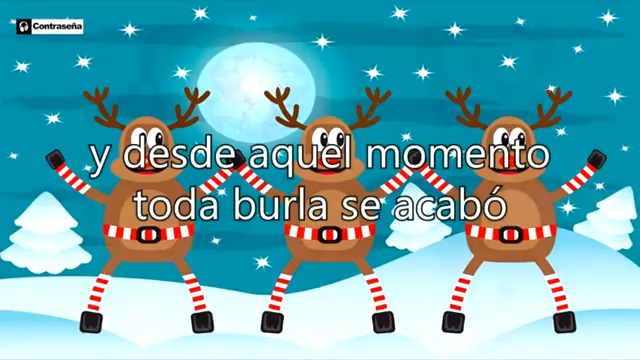 Contraseña
y desde aquel momento
toda burla se acabó